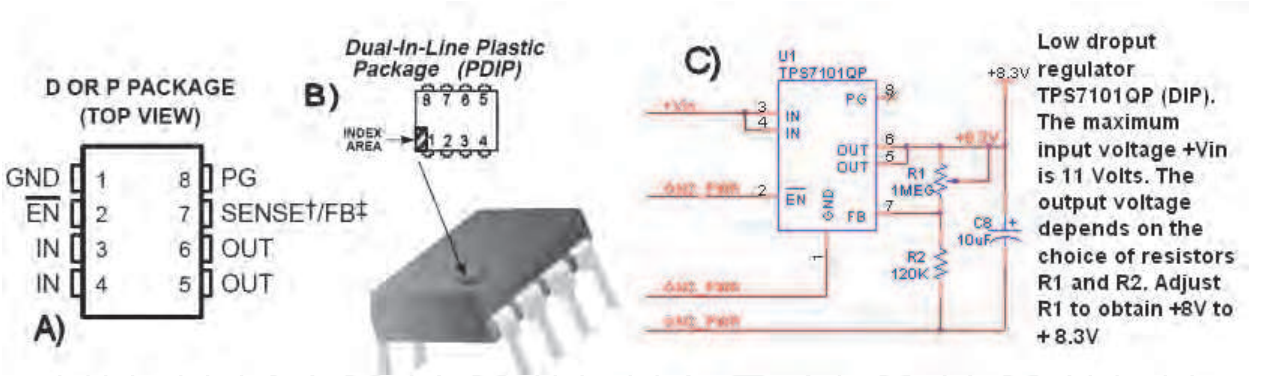 D OR P PACKAGE
(TOP VIEW)
GND 1 8 PG
EN 2 7 SENSE†/FB‡
IN 3 6 OUT
IN 4 5 OUT
A)
B)
Dual-In-Line Plastic
Package (PDIP)
8 7 6 5
INDEX
AREA
1 2 3 4
C)
U1
TPS7101QP
+Vin
3 IN
4 IN
PG 8
OUT 6
OUT 5
+8.3V
+8.3V
GN2_PWR
2 EN
GND
1
FB 7
R1
1MEG
R2
120K
C8 +
10uF
GN2_PWR
GN2_PWR
Low droput
regulator
TPS7101QP (DIP).
The maximum
input voltage +Vin
is 11 Volts. The
output voltage
depends on the
choice of resistors
R1 and R2. Adjust
R1 to obtain +8V to
+ 8.3V